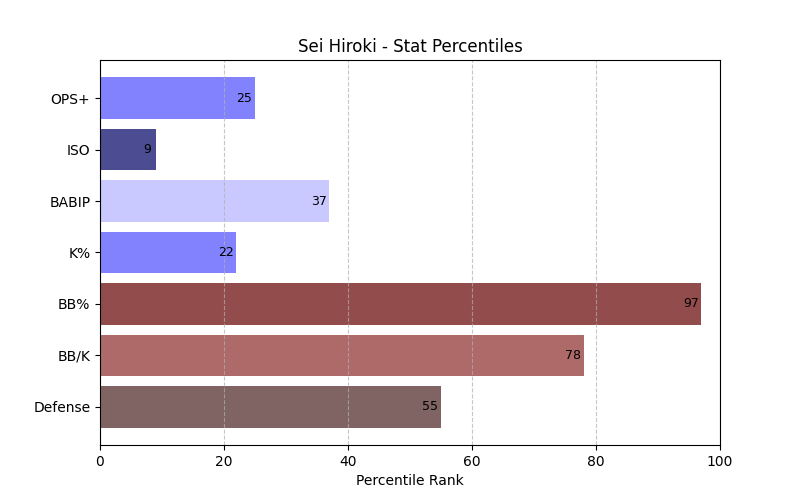 Sei Hiroki - Stat Percentiles
OPS+ 25
ISO 9
BABIP 37
K% 22
BB% 97
BB/K 78
Defense 55
0 20 40 60 80 100
Percentile Rank